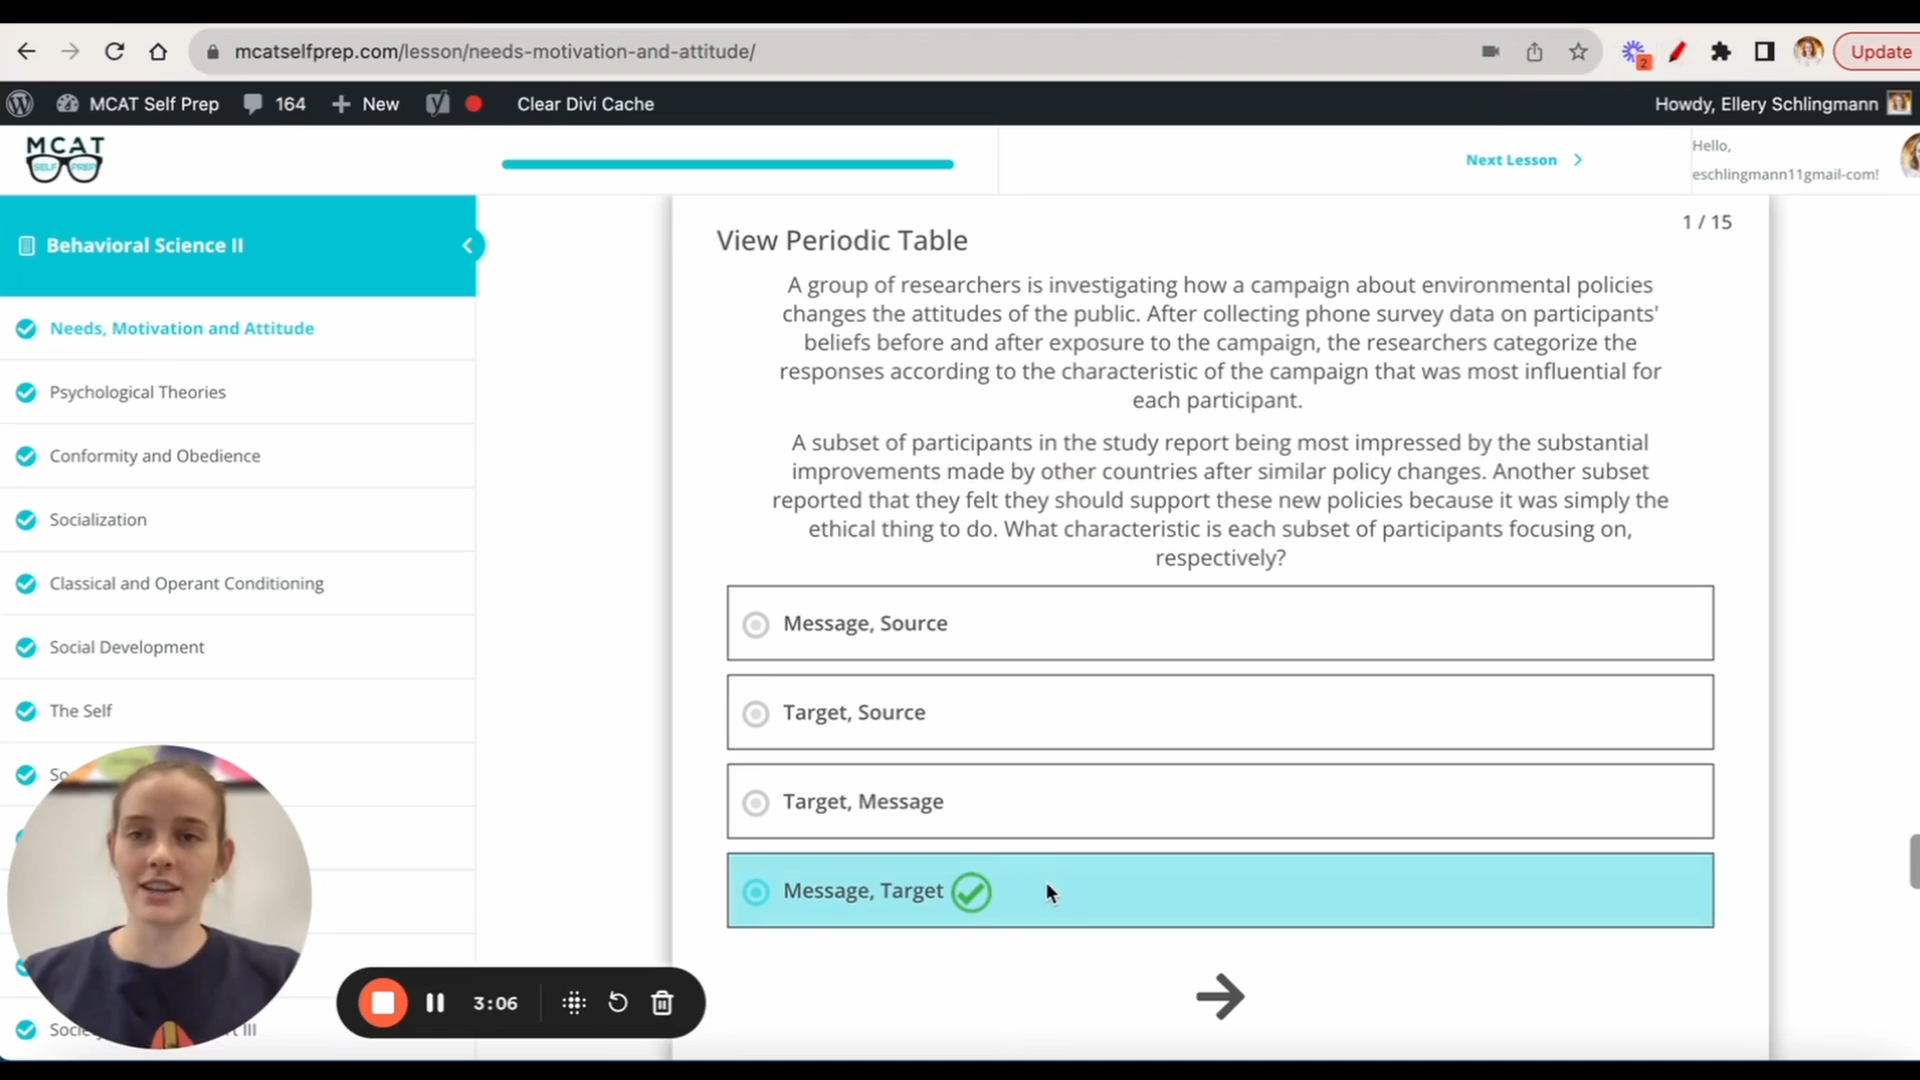 mcatselfprep.com/lesson/needs-motivation-and-attitude/
2
Update
MCAT Self Prep
164
New
Clear Divi Cache
Howdy, Ellery Schlingmann
MCAT
SELF PREP
Next Lesson
Hello,
eschlingmann11gmail-com!
Behavioral Science II
Needs, Motivation and Attitude
Psychological Theories
Conformity and Obedience
Socialization
Classical and Operant Conditioning
Social Development
The Self
1 / 15
View Periodic Table
A group of researchers is investigating how a campaign about environmental policies
changes the attitudes of the public. After collecting phone survey data on participants'
beliefs before and after exposure to the campaign, the researchers categorize the
responses according to the characteristic of the campaign that was most influential for
each participant.
A subset of participants in the study report being most impressed by the substantial
improvements made by other countries after similar policy changes. Another subset
reported that they felt they should support these new policies because it was simply the
ethical thing to do. What characteristic is each subset of participants focusing on,
respectively?
Message, Source
Target, Source
Target, Message
Message, Target
3:06